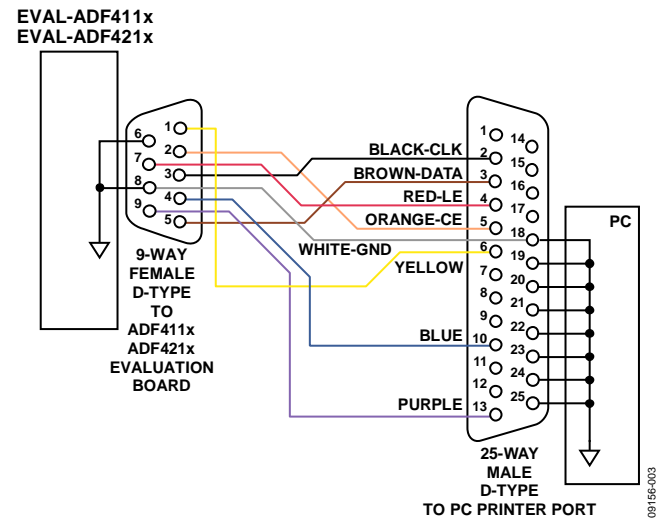 EVAL-ADF411x
EVAL-ADF421x
1
2
3
4
5
6
7
8
9
9-WAY
FEMALE
D-TYPE
TO
ADF411x
ADF421x
EVALUATION
BOARD
BLACK-CLK
BROWN-DATA
RED-LE
ORANGE-CE
WHITE-GND
YELLOW
BLUE
PURPLE
1
2
3
4
5
6
7
8
9
10
11
12
13
14
15
16
17
18
19
20
21
22
23
24
25
PC
25-WAY
MALE
D-TYPE
TO PC PRINTER PORT
09156-003